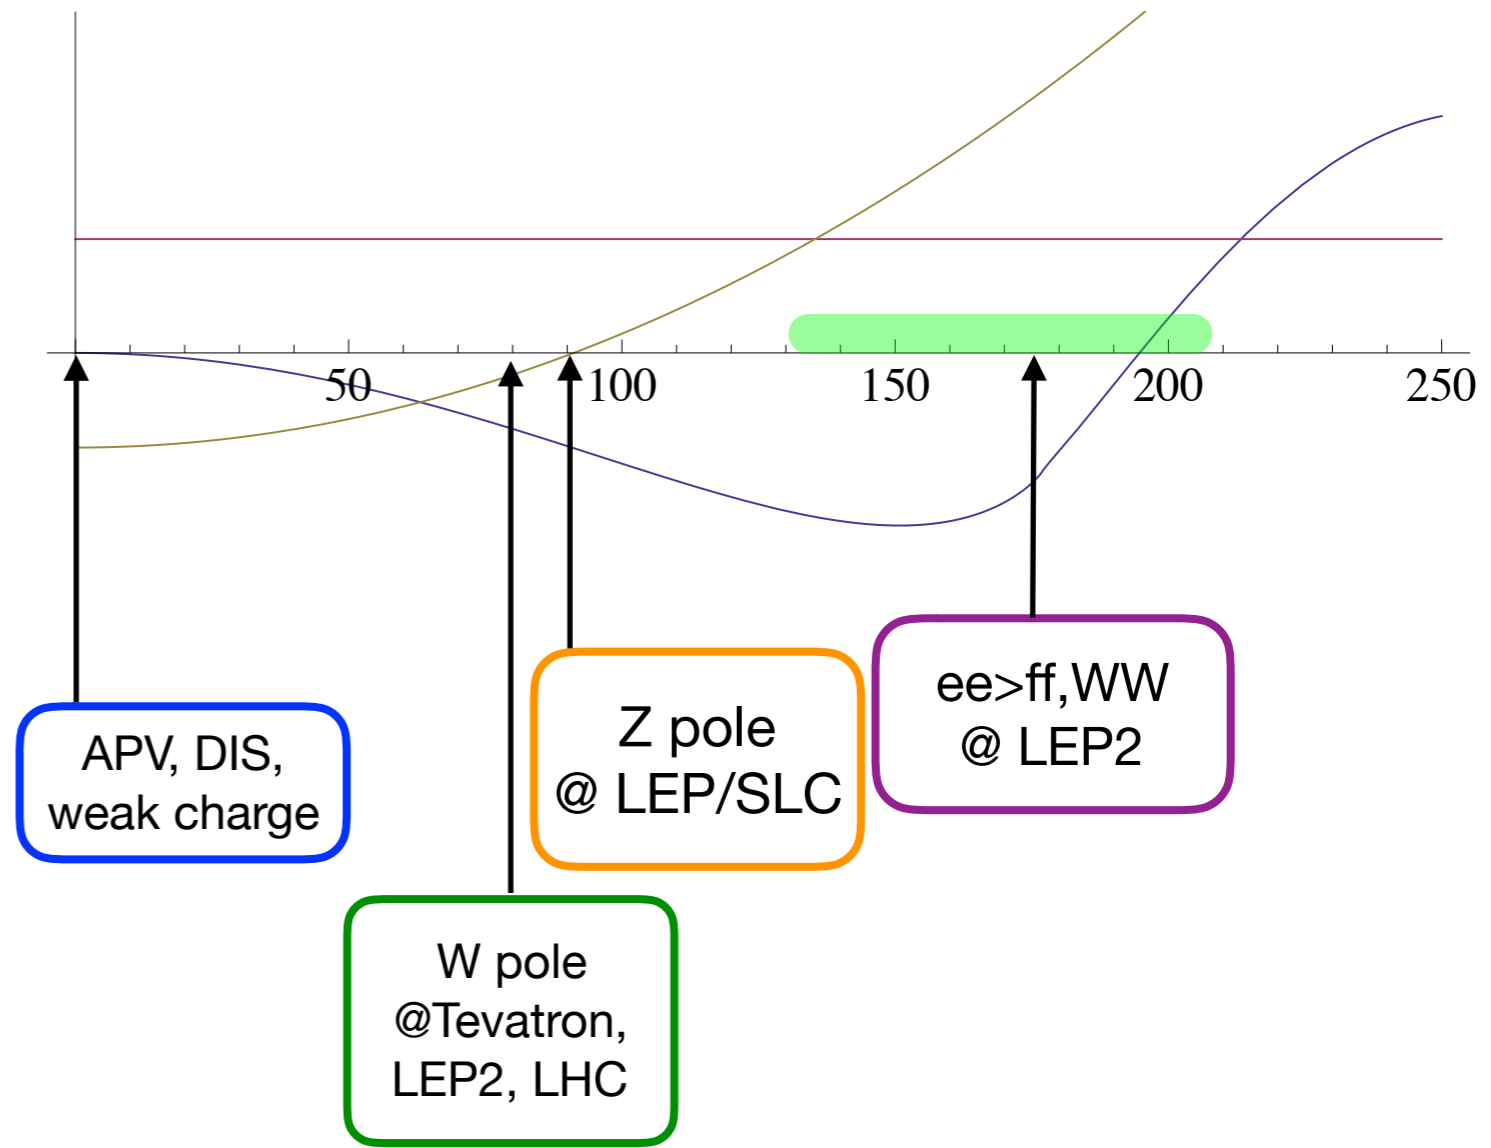 50
100
150
200
250
APV, DIS,
weak charge
W pole
@Tevatron,
LEP2, LHC
Z pole
@ LEP/SLC
ee>ff,WW
@ LEP2